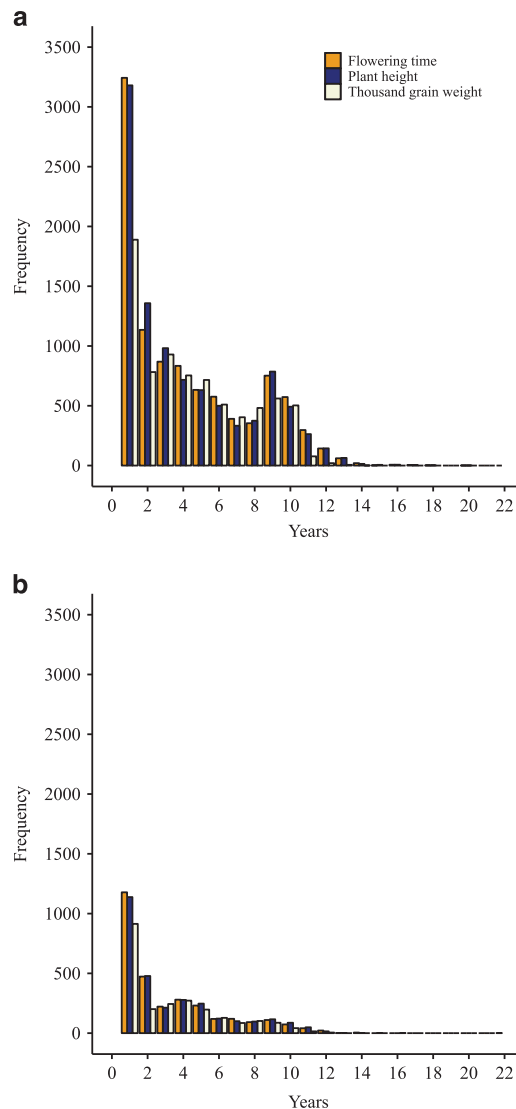 a
3500
3000
2500
2000
1500
1000
500
0
Frequency
Flowering time
Plant height
Thousand grain weight
0 2 4 6 8 10 12 14 16 18 20 22
Years
b
3500
3000
2500
2000
1500
1000
500
0
Frequency
0 2 4 6 8 10 12 14 16 18 20 22
Years